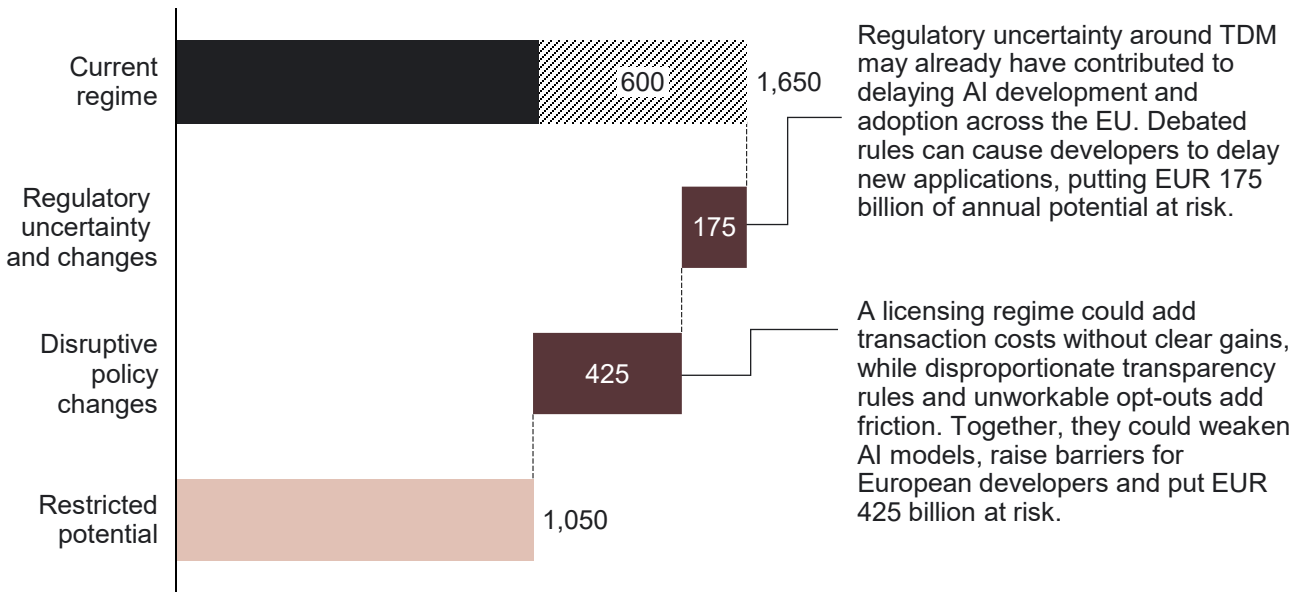 Current
regime
600
1,650
Regulatory uncertainty around TDM
may already have contributed to
delaying AI development and
adoption across the EU. Debated
rules can cause developers to delay
new applications, putting EUR 175
billion of annual potential at risk.
Regulatory
uncertainty
and changes
175
Disruptive
policy
changes
425
A licensing regime could add
transaction costs without clear gains,
while disproportionate transparency
rules and unworkable opt-outs add
friction. Together, they could weaken
AI models, raise barriers for
European developers and put EUR
425 billion at risk.
Restricted
potential
1,050